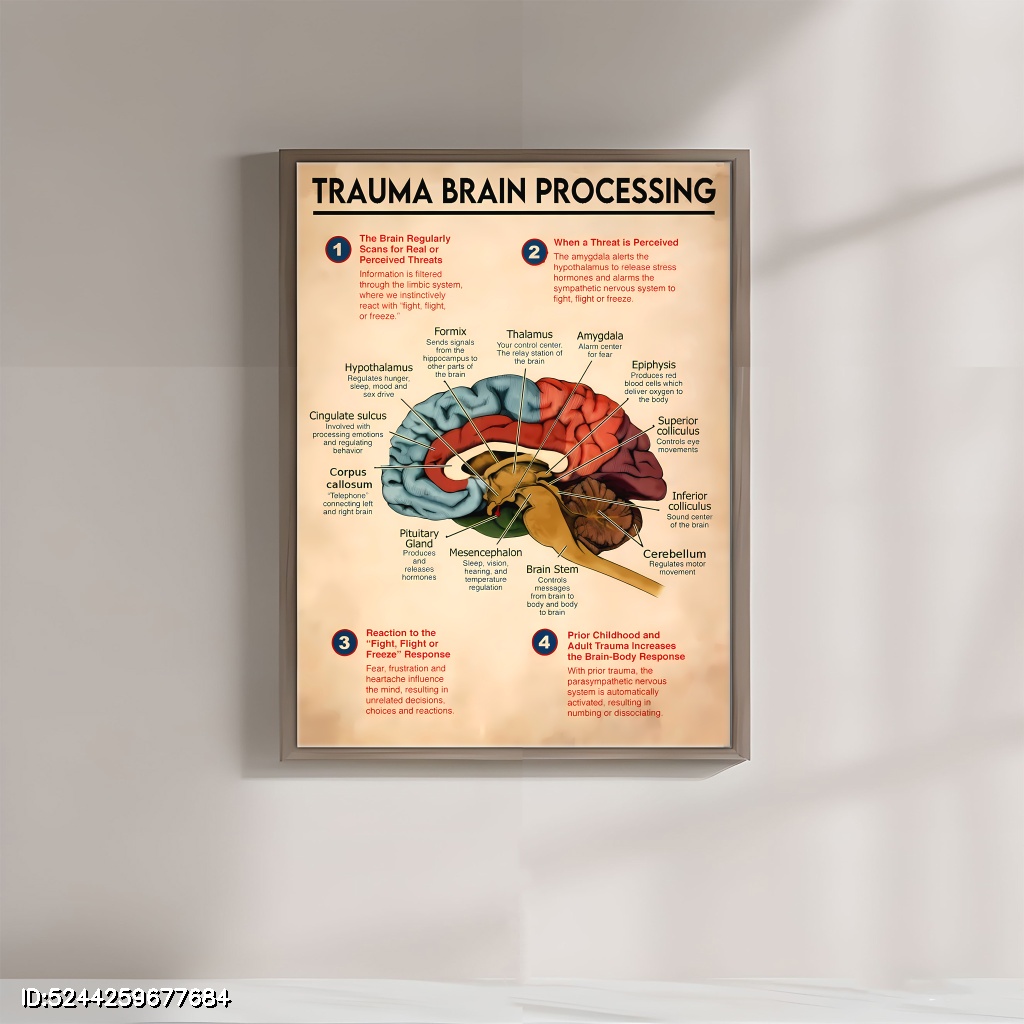 TRAUMA BRAIN PROCESSING
1
The Brain Regularly
Scans for Real or
Perceived Threats
Information is filtered
through the limbic system,
where we instinctively
react with “fight, flight,
or freeze.”
2
When a Threat is Perceived
The amygdala alerts the
hypothalamus to release stress
hormones and alarms the
sympathetic nervous system to
fight, flight or freeze.
Formix
Sends signals
from the
hippocampus to
other parts of
the brain
Thalamus
Your control center.
The relay station of
the brain
Amygdala
Alarm center
for fear
Hypothalamus
Regulates hunger,
sleep, mood and
sex drive
Epiphysis
Produces red
blood cells which
deliver oxygen to
the body
Cingulate sulcus
Involved with
processing emotions
and regulating
behavior
Superior
colliculus
Controls eye
movements
Corpus
callosum
“Telephone”
connecting left
and right brain
Inferior
colliculus
Sound center
of the brain
Pituitary
Gland
Produces
and
releases
hormones
Mesencephalon
Sleep, vision,
hearing, and
temperature
regulation
Brain Stem
Controls
messages
from brain to
body and body
to brain
Cerebellum
Regulates motor
movement
3
Reaction to the
“Fight, Flight or
Freeze” Response
Fear, frustration and
heartache influence
the mind, resulting in
unrelated decisions,
choices and reactions.
4
Prior Childhood and
Adult Trauma Increases
the Brain-Body Response
With prior trauma, the
parasympathetic nervous
system is automatically
activated, resulting in
numbing or dissociating.
ID:5244259677684